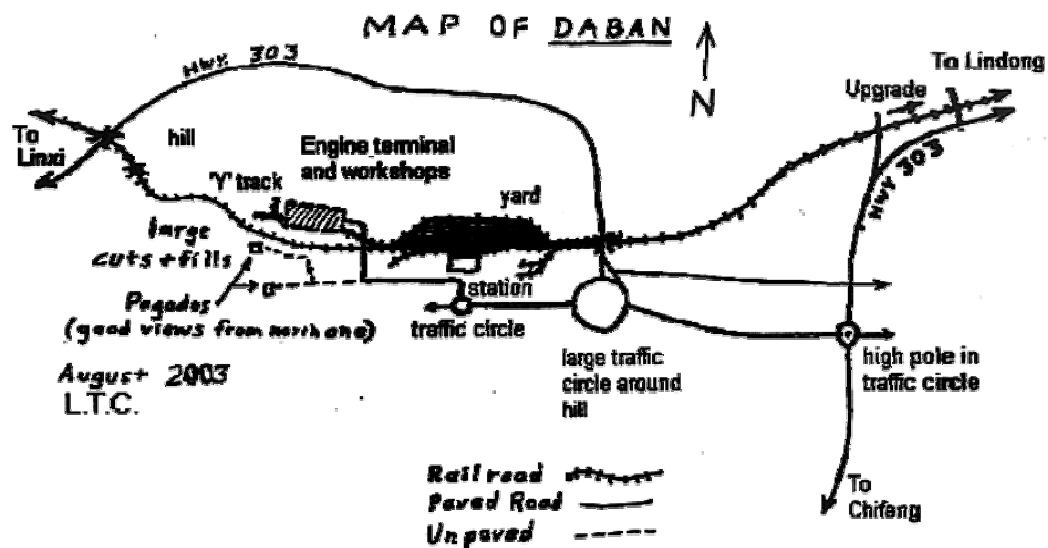 MAP OF DABAN
HWY 303
To Lindong
Upgrade
N
To
Linxi
hill
Engine terminal
and workshops
'Y' track
yard
HWY 303
large
cuts + fills
Pagodas
(good views from north one)
station
traffic circle
large traffic
circle around
hill
high pole in
traffic circle
August 2003
L.T.C.
To
Chifeng
Railroad
Paved Road
Unpaved